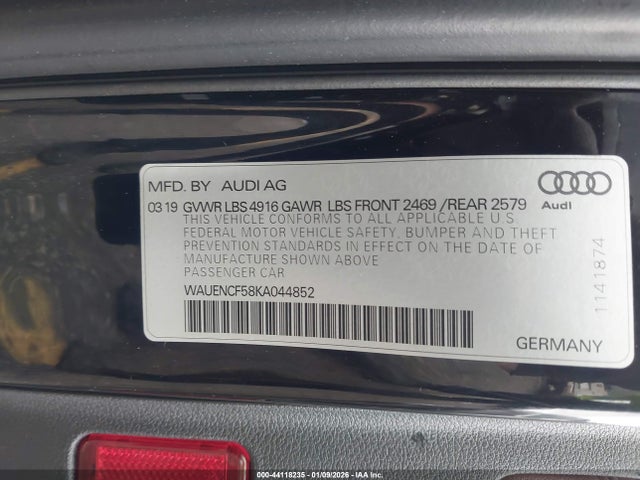 MFD. BY AUDI AG
Audi
03 19 GVWR LBS 4916 GAWR LBS FRONT 2469 /REAR 2579
THIS VEHICLE CONFORMS TO ALL APPLICABLE U S
FEDERAL MOTOR VEHICLE SAFETY, BUMPER AND THEFT
PREVENTION STANDARDS IN EFFECT ON THE DATE OF
MANUFACTURE SHOWN ABOVE
PASSENGER CAR
WAUENCF58KA044852
1141874
GERMANY
000-44118235 - 01/09/2026 - IAAI.COM